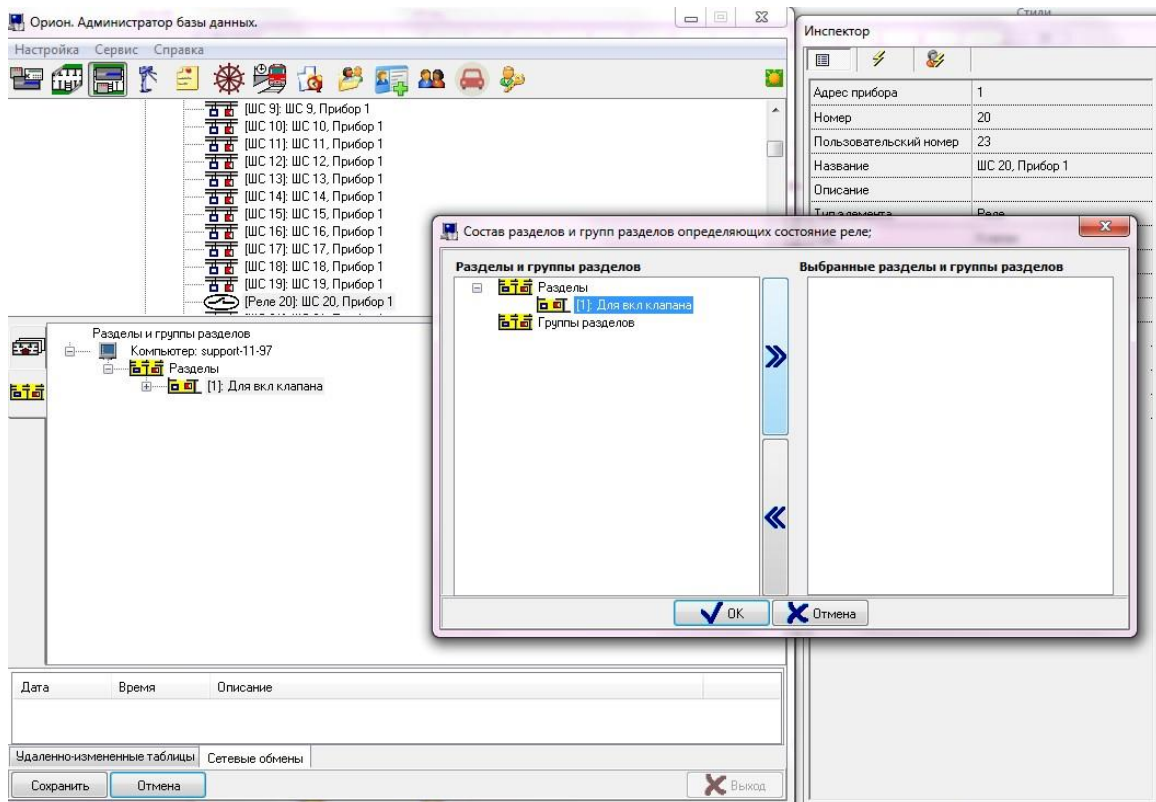 Стили
Орион. Администратор базы данных.
Настройка Сервис Справка
[ШС 9]: ШС 9, Прибор 1
[ШС 10]: ШС 10, Прибор 1
[ШС 11]: ШС 11, Прибор 1
[ШС 12]: ШС 12, Прибор 1
[ШС 13]: ШС 13, Прибор 1
[ШС 14]: ШС 14, Прибор 1
[ШС 15]: ШС 15, Прибор 1
[ШС 16]: ШС 16, Прибор 1
[ШС 17]: ШС 17, Прибор 1
[ШС 18]: ШС 18, Прибор 1
[ШС 19]: ШС 19, Прибор 1
[Реле 20]: ШС 20, Прибор 1
Инспектор
Адрес прибора 1
Номер 20
Пользовательский номер 23
Название ШС 20, Прибор 1
Описание
Тип элемента Реле
Состав разделов и групп разделов определяющих состояние реле;
Разделы и группы разделов
Разделы
[1]: Для вкл клапана
Группы разделов
Выбранные разделы и группы разделов
OK Отмена
Разделы и группы разделов
Компьютер: support-11-97
Разделы
[1]: Для вкл клапана
Дата Время Описание
Удаленно-измененные таблицы Сетевые обмены
Сохранить Отмена Выход